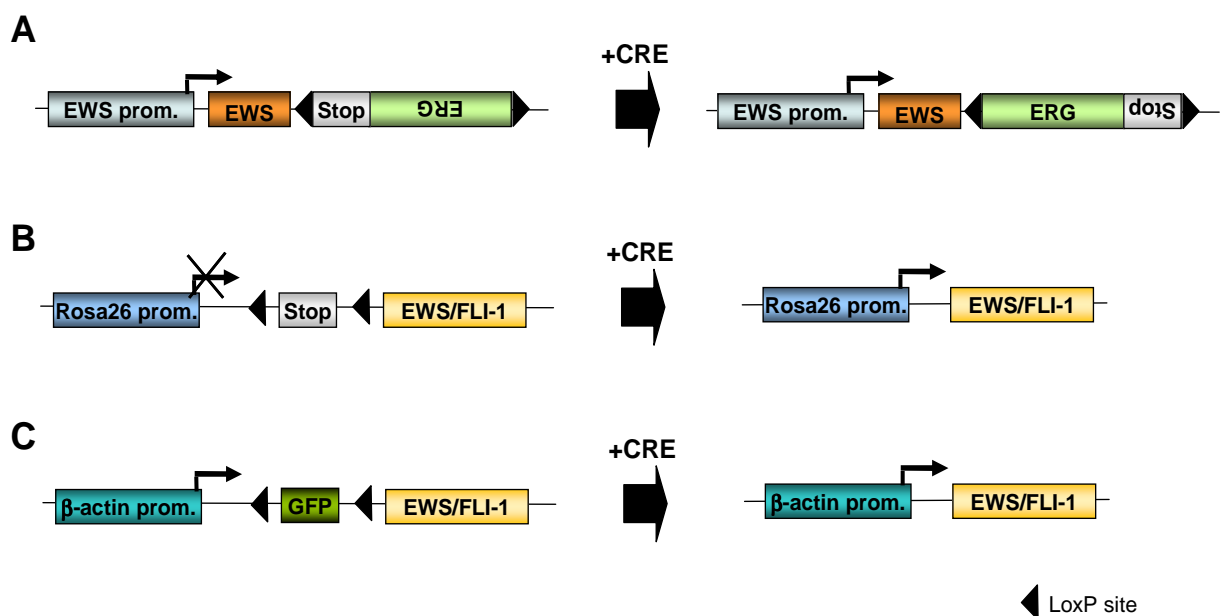 A
+CRE
EWS prom. EWS Stop ERG
EWS prom. EWS ERG Stop
B
+CRE
Rosa26 prom. Stop EWS/FLI-1
Rosa26 prom. EWS/FLI-1
C
+CRE
β-actin prom. GFP EWS/FLI-1
β-actin prom. EWS/FLI-1
LoxP site